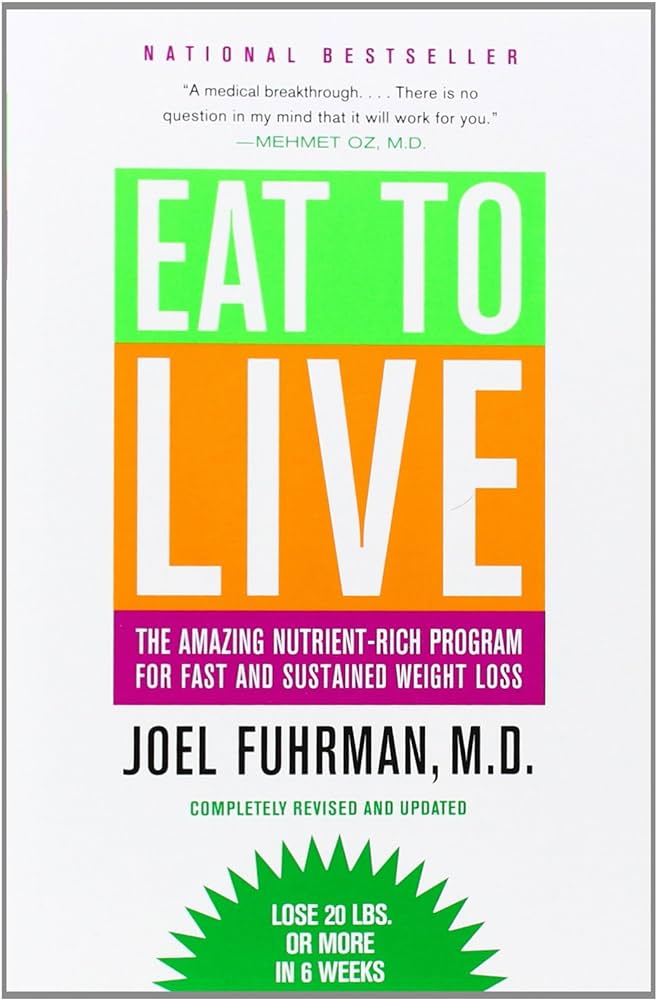 NATIONAL BESTSELLER
“A medical breakthrough. . . . There is no
question in my mind that it will work for you.”
—MEHMET OZ, M.D.
EAT TO
LIVE
THE AMAZING NUTRIENT-RICH PROGRAM
FOR FAST AND SUSTAINED WEIGHT LOSS
JOEL FUHRMAN, M.D.
COMPLETELY REVISED AND UPDATED
LOSE 20 LBS.
OR MORE
IN 6 WEEKS